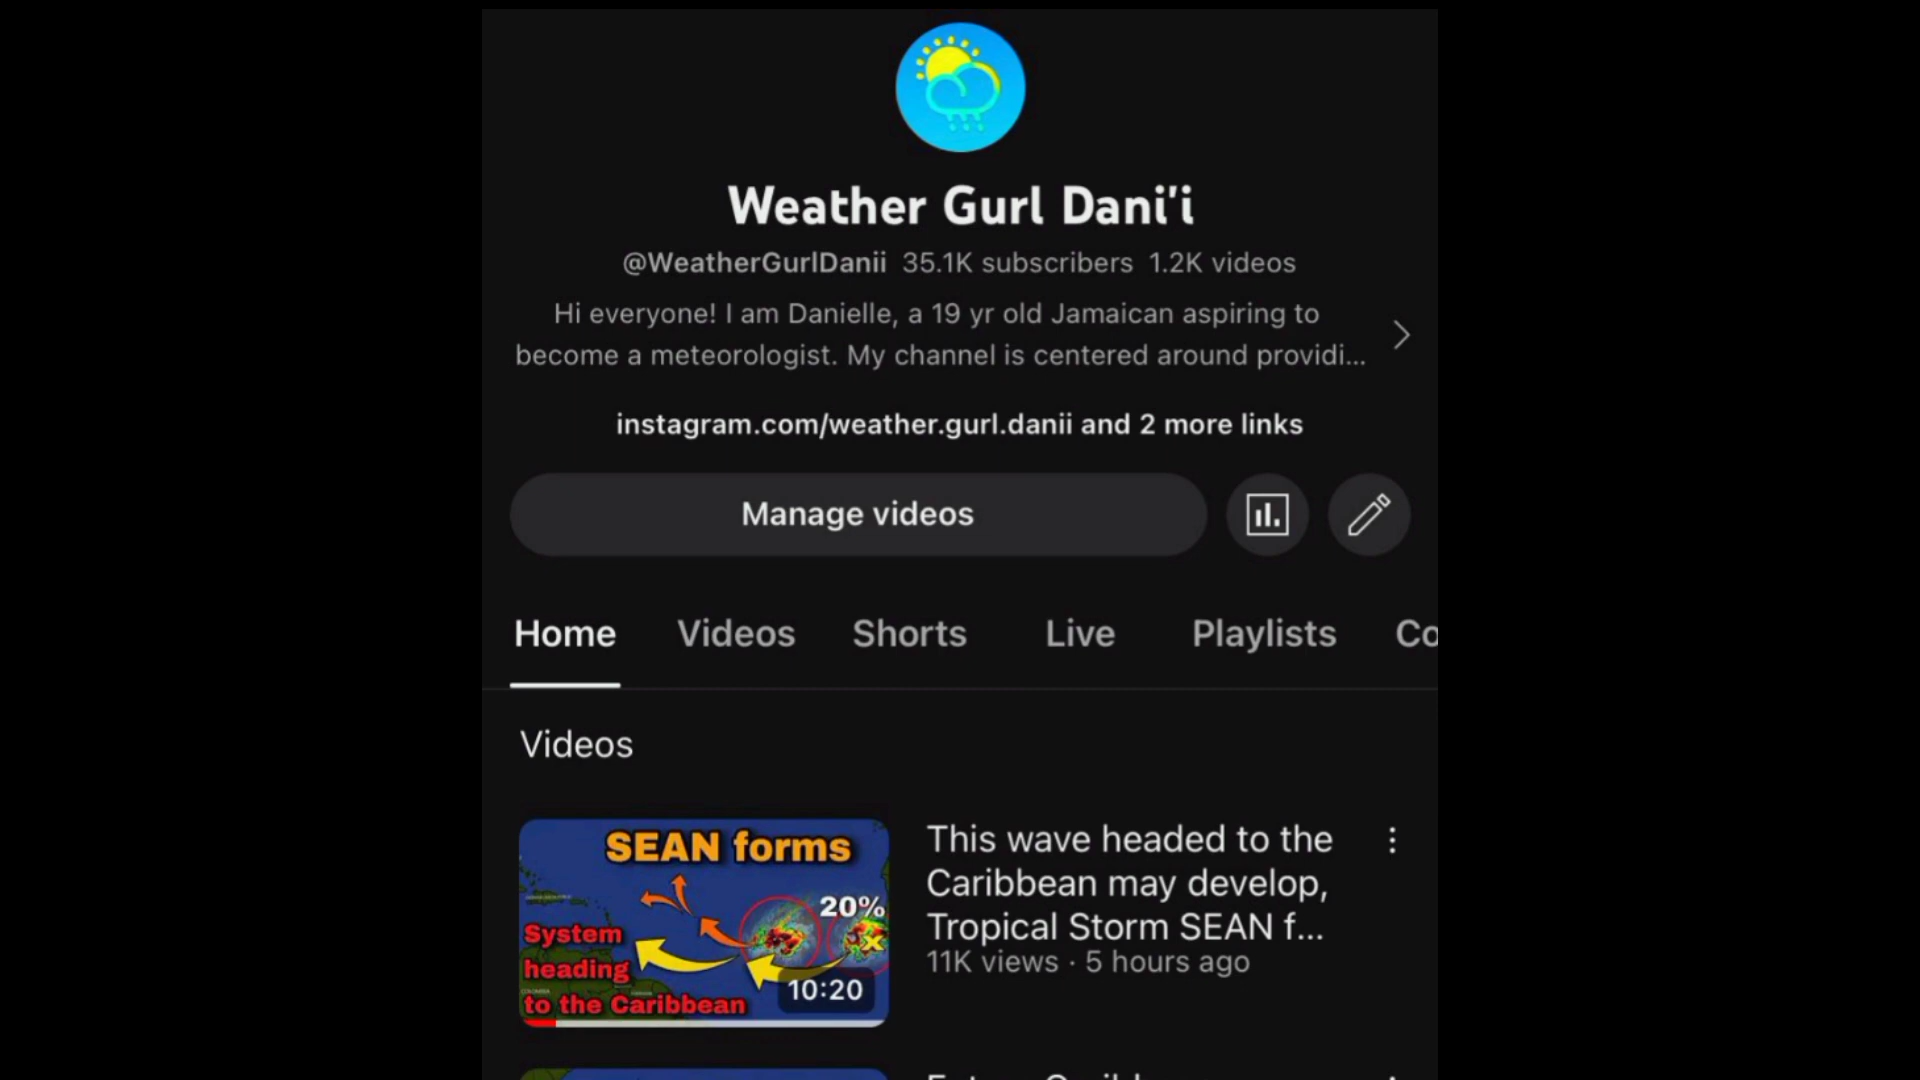 Weather Gurl Dani'i
@WeatherGurlDanii 35.1K subscribers 1.2K videos
Hi everyone! I am Danielle, a 19 yr old Jamaican aspiring to
become a meteorologist. My channel is centered around providi...
instagram.com/weather.gurl.danii and 2 more links
Manage videos
Home Videos Shorts Live Playlists Co
Videos
SEAN forms
20%
System
heading
to the Caribbean
10:20
This wave headed to the
Caribbean may develop,
Tropical Storm SEAN f...
11K views · 5 hours ago